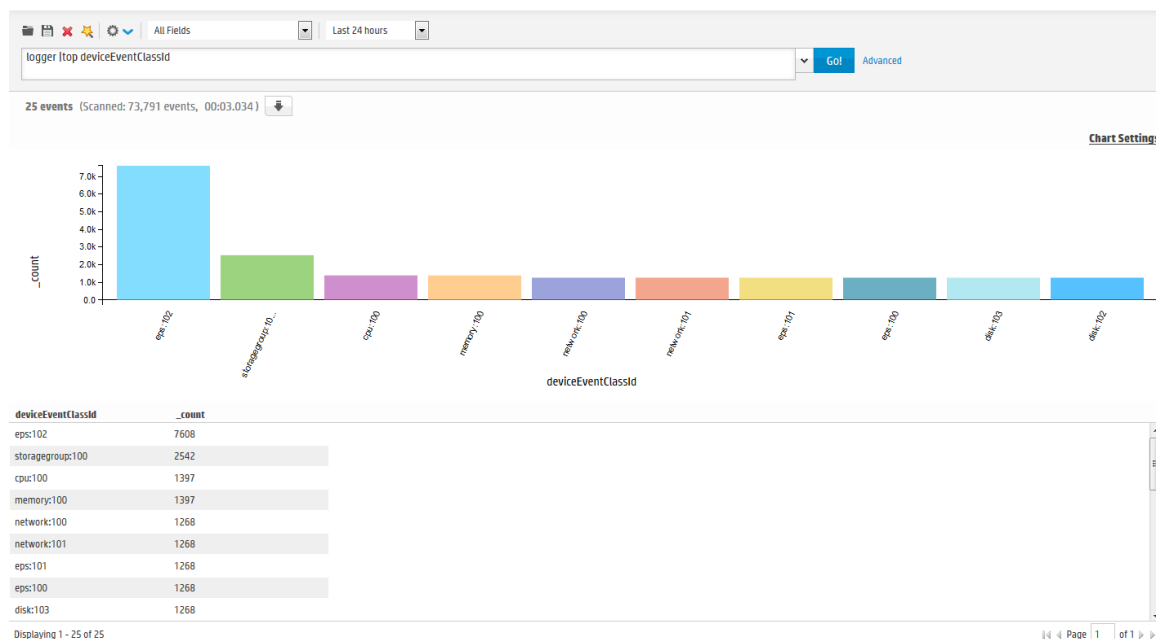 All Fields
Last 24 hours
logger |top deviceEventClassId
Go!
Advanced
25 events (Scanned: 73,791 events, 00:03.034 )
Chart Settings
7.0k
6.0k
5.0k
4.0k
3.0k
2.0k
1.0k
0.0
_count
eps:102
storagegroup:10...
cpu:100
memory:100
network:100
network:101
eps:101
eps:100
disk:103
disk:102
deviceEventClassId
deviceEventClassId _count
eps:102 7608
storagegroup:100 2542
cpu:100 1397
memory:100 1397
network:100 1268
network:101 1268
eps:101 1268
eps:100 1268
disk:103 1268
Displaying 1 - 25 of 25
Page 1 of 1